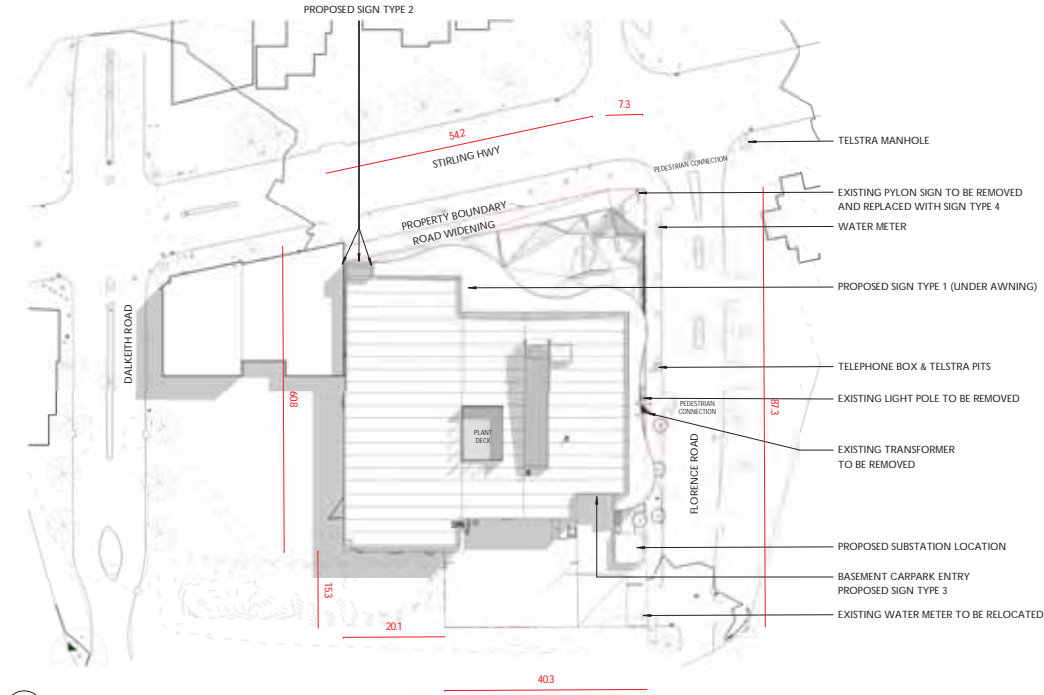 PROPOSED SIGN TYPE 2
7.3
54.2
STIRLING HWY
TELSTRA MANHOLE
PEDESTRIAN CONNECTION
EXISTING PYLON SIGN TO BE REMOVED
AND REPLACED WITH SIGN TYPE 4
PROPERTY BOUNDARY
ROAD WIDENING
WATER METER
PROPOSED SIGN TYPE 1 (UNDER AWNING)
DALKEITH ROAD
TELEPHONE BOX & TELSTRA PITS
60.8
87.3
EXISTING LIGHT POLE TO BE REMOVED
PEDESTRIAN
CONNECTION
PLANT
DECK
EXISTING TRANSFORMER
TO BE REMOVED
FLORENCE ROAD
PROPOSED SUBSTATION LOCATION
BASEMENT CARPARK ENTRY
PROPOSED SIGN TYPE 3
15.3
EXISTING WATER METER TO BE RELOCATED
20.1
40.3